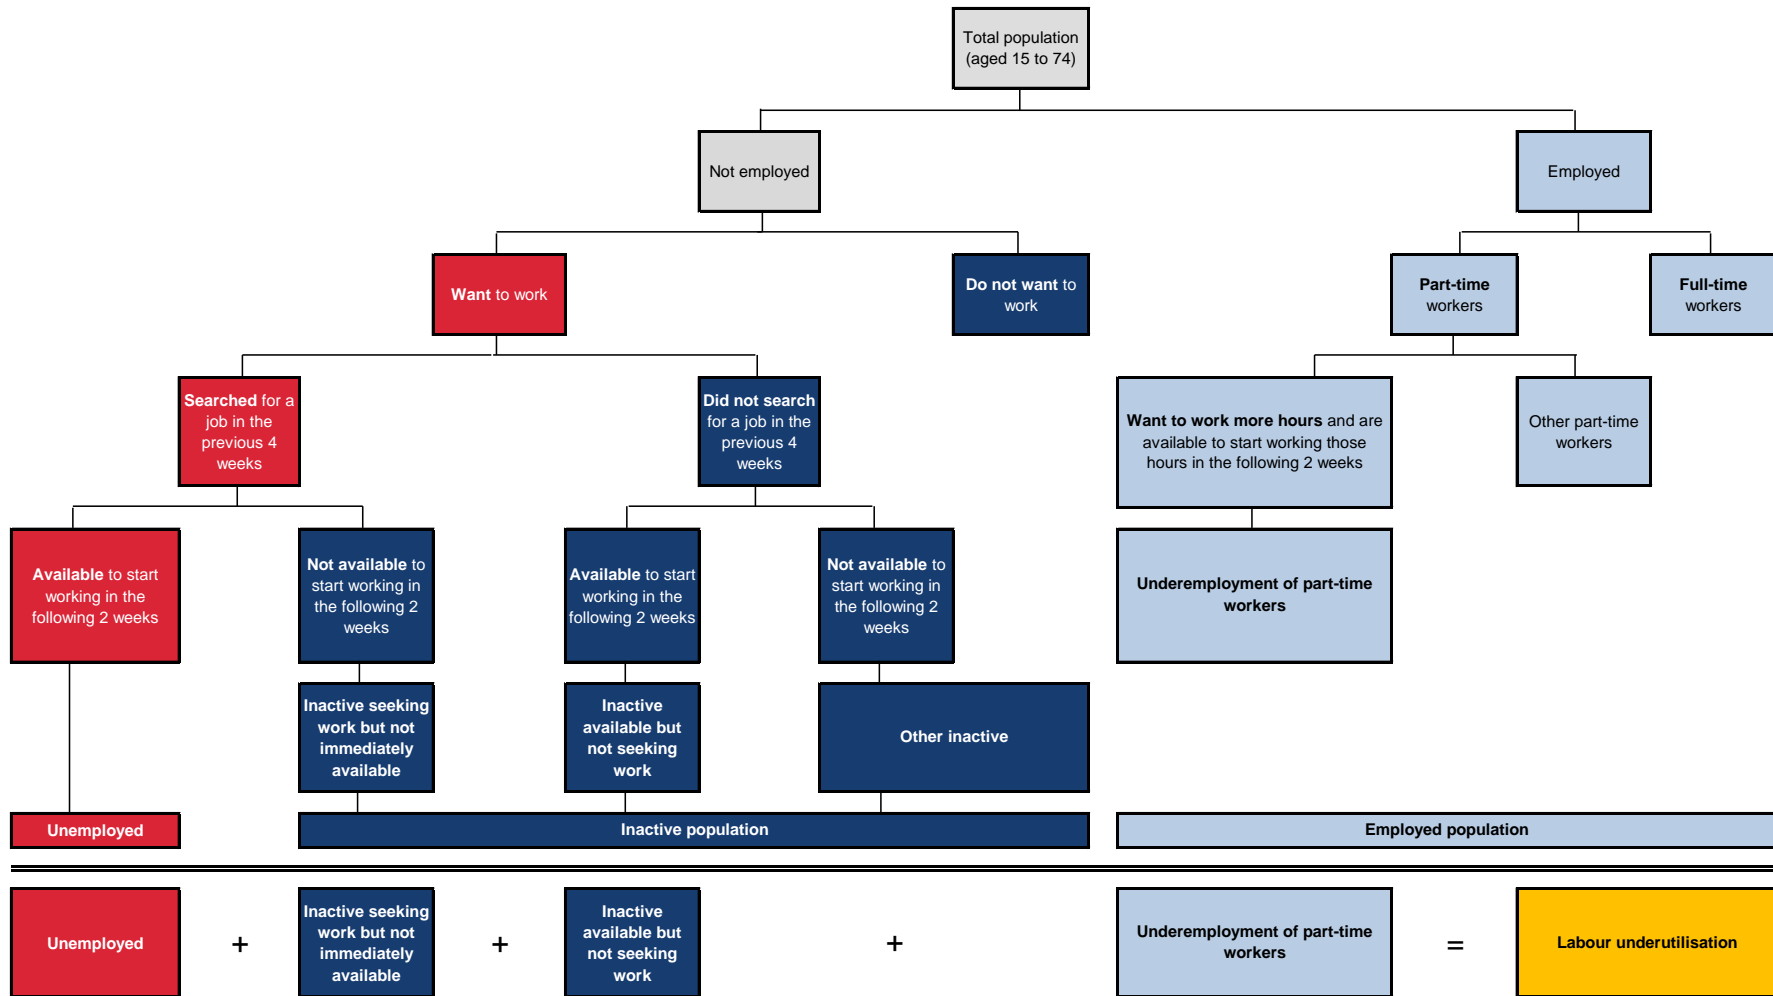 Total population
(aged 15 to 74)
Not employed
Employed
Want to work
Do not want to
work
Part-time
workers
Full-time
workers
Searched for a
job in the
previous 4
weeks
Did not search
for a job in the
previous 4
weeks
Want to work more hours and are
available to start working those
hours in the following 2 weeks
Other part-time
workers
Available to start
working in the
following 2 weeks
Not available to
start working in
the following 2
weeks
Available to start
working in the
following 2 weeks
Not available to
start working in
the following 2
weeks
Underemployment of part-time
workers
Inactive seeking
work but not
immediately
available
Inactive
available but
not seeking
work
Other inactive
Unemployed
Inactive population
Employed population
Unemployed
+
Inactive seeking
work but not
immediately
available
+
Inactive
available but
not seeking
work
+
Underemployment of part-time
workers
=
Labour underutilisation